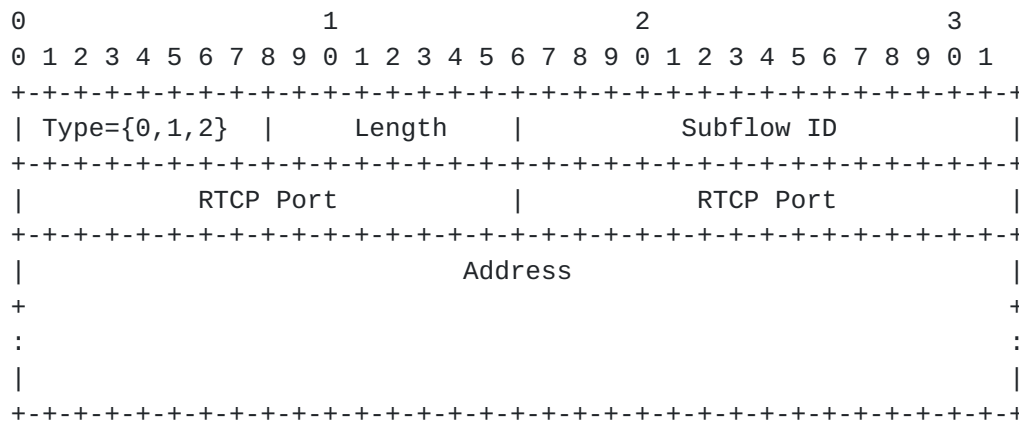 0                   1                   2                   3
0 1 2 3 4 5 6 7 8 9 0 1 2 3 4 5 6 7 8 9 0 1 2 3 4 5 6 7 8 9 0 1
+-+-+-+-+-+-+-+-+-+-+-+-+-+-+-+-+-+-+-+-+-+-+-+-+-+-+-+-+-+-+-+-+
| Type={0,1,2}  |     Length    |          Subflow ID           |
+-+-+-+-+-+-+-+-+-+-+-+-+-+-+-+-+-+-+-+-+-+-+-+-+-+-+-+-+-+-+-+-+
|           RTCP Port           |           RTCP Port           |
+-+-+-+-+-+-+-+-+-+-+-+-+-+-+-+-+-+-+-+-+-+-+-+-+-+-+-+-+-+-+-+-+
|                            Address                            |
+                                                               +
:                                                               :
|                                                               |
+-+-+-+-+-+-+-+-+-+-+-+-+-+-+-+-+-+-+-+-+-+-+-+-+-+-+-+-+-+-+-+-+